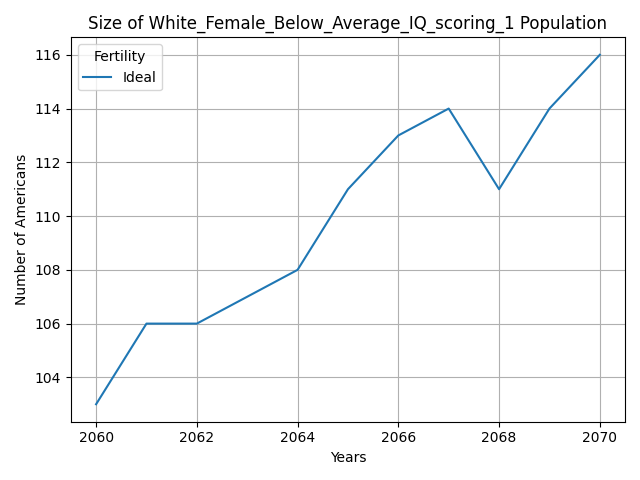 Size of White_Female_Below_Average_IQ_scoring_1 Population
Fertility
Ideal
116
114
112
110
108
106
104
Number of Americans
2060 2062 2064 2066 2068 2070
Years